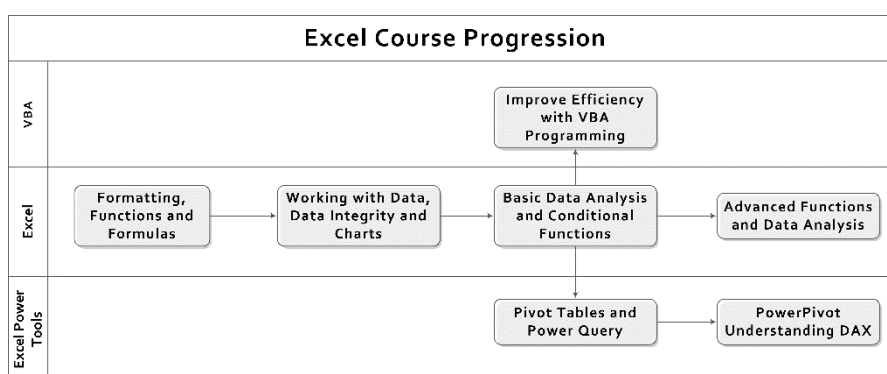 Excel Course Progression
VBA
Improve Efficiency
with VBA
Programming
Excel
Formatting,
Functions and
Formulas
Working with Data,
Data Integrity and
Charts
Basic Data Analysis
and Conditional
Functions
Advanced Functions
and Data Analysis
Excel Power
Tools
Pivot Tables and
Power Query
PowerPivot
Understanding DAX